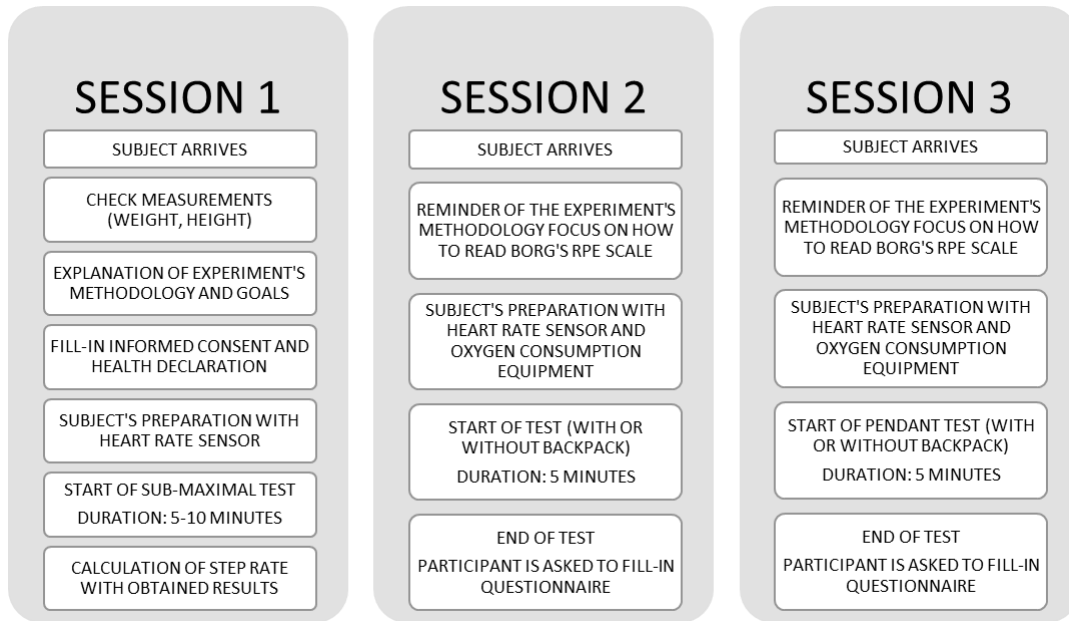 SESSION 1
SUBJECT ARRIVES
CHECK MEASUREMENTS
(WEIGHT, HEIGHT)
EXPLANATION OF EXPERIMENT'S
METHODOLOGY AND GOALS
FILL-IN INFORMED CONSENT AND
HEALTH DECLARATION
SUBJECT'S PREPARATION WITH
HEART RATE SENSOR
START OF SUB-MAXIMAL TEST
DURATION: 5-10 MINUTES
CALCULATION OF STEP RATE
WITH OBTAINED RESULTS
SESSION 2
SUBJECT ARRIVES
REMINDER OF THE EXPERIMENT'S
METHODOLOGY FOCUS ON HOW
TO READ BORG'S RPE SCALE
SUBJECT'S PREPARATION WITH
HEART RATE SENSOR AND
OXYGEN CONSUMPTION
EQUIPMENT
START OF TEST (WITH OR
WITHOUT BACKPACK)
DURATION: 5 MINUTES
END OF TEST
PARTICIPANT IS ASKED TO FILL-IN
QUESTIONNAIRE
SESSION 3
SUBJECT ARRIVES
REMINDER OF THE EXPERIMENT'S
METHODOLOGY FOCUS ON HOW
TO READ BORG'S RPE SCALE
SUBJECT'S PREPARATION WITH
HEART RATE SENSOR AND
OXYGEN CONSUMPTION
EQUIPMENT
START OF PENDANT TEST (WITH
OR WITHOUT BACKPACK)
DURATION: 5 MINUTES
END OF TEST
PARTICIPANT IS ASKED TO FILL-IN
QUESTIONNAIRE